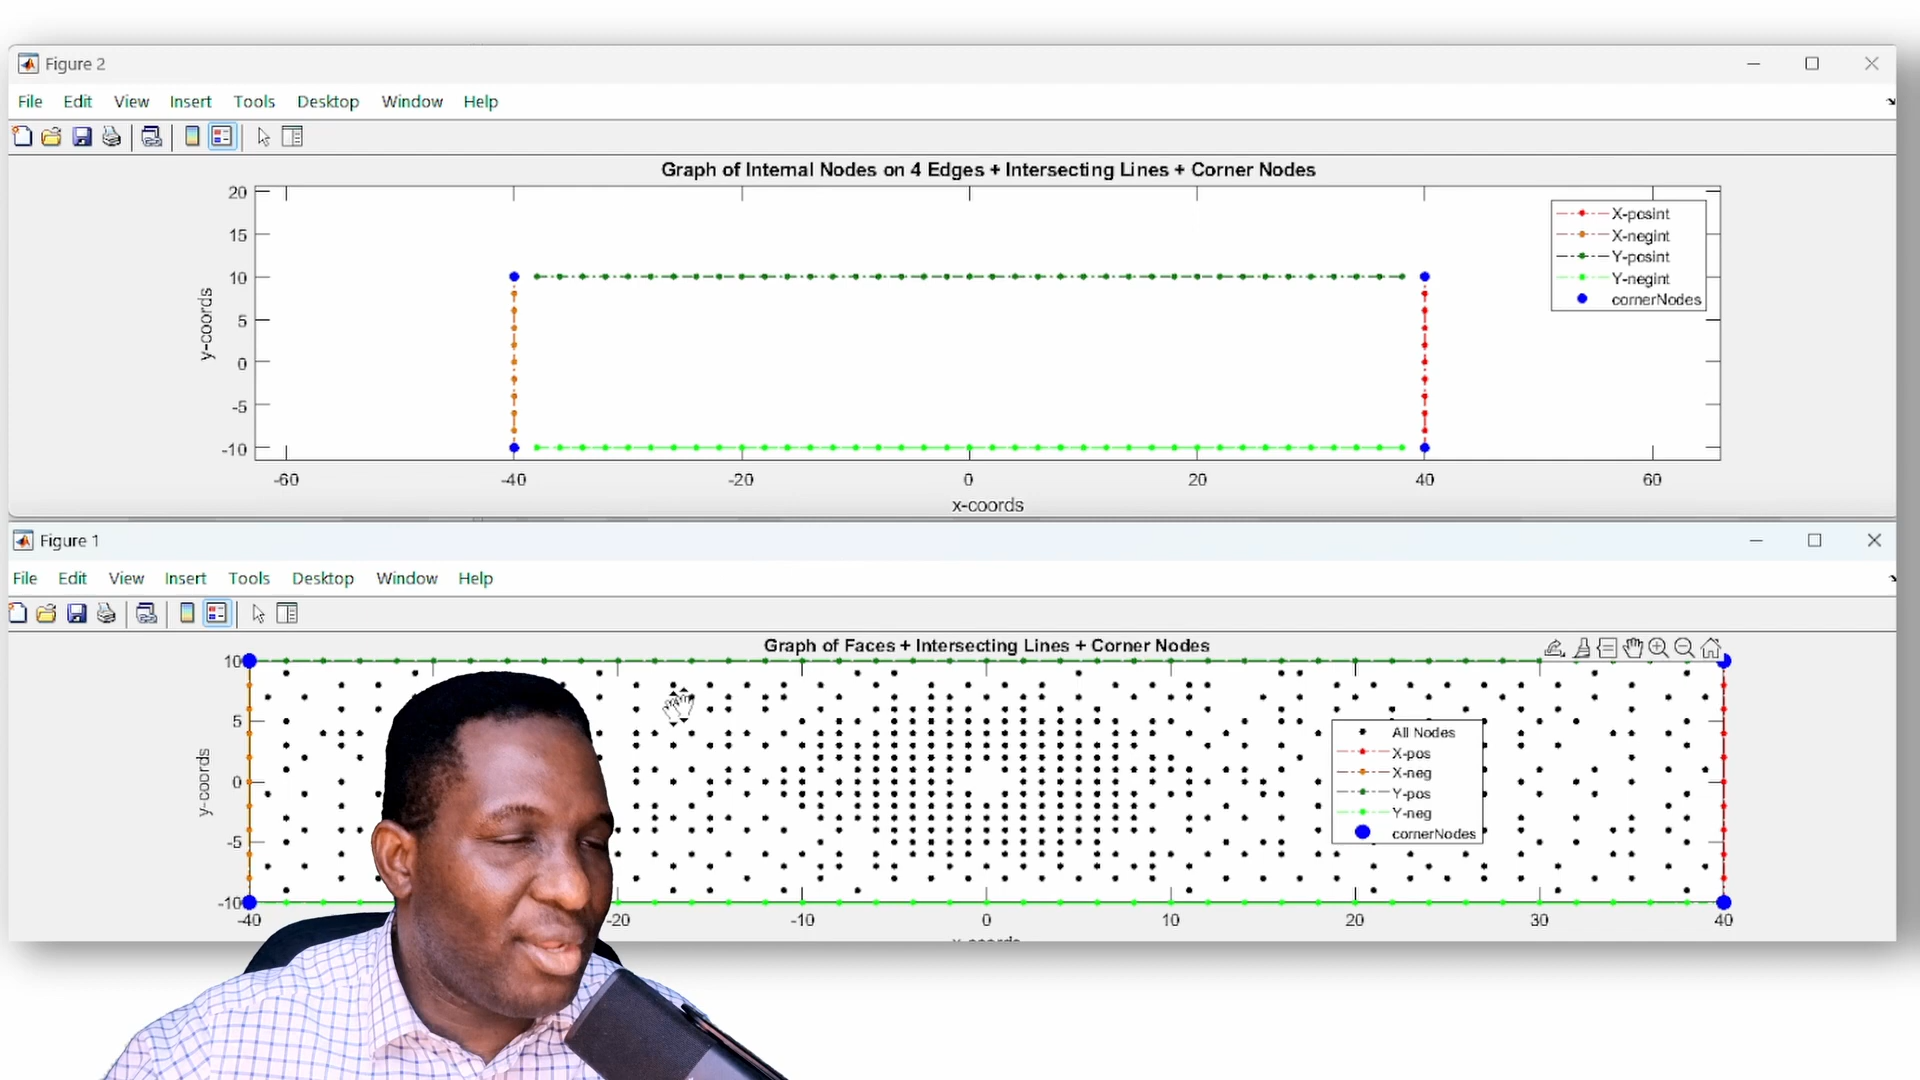 Figure 2
File Edit View Insert Tools Desktop Window Help
Graph of Internal Nodes on 4 Edges + Intersecting Lines + Corner Nodes
20
15
10
5
0
-5
-10
y-coords
X-posint
X-negint
Y-posint
Y-negint
cornerNodes
-60 -40 -20 0 20 40 60
x-coords
Figure 1
File Edit View Insert Tools Desktop Window Help
Graph of Faces + Intersecting Lines + Corner Nodes
10
5
0
-5
-10
y-coords
All Nodes
X-pos
X-neg
Y-pos
Y-neg
cornerNodes
-40 -20 -10 0 10 20 30 40